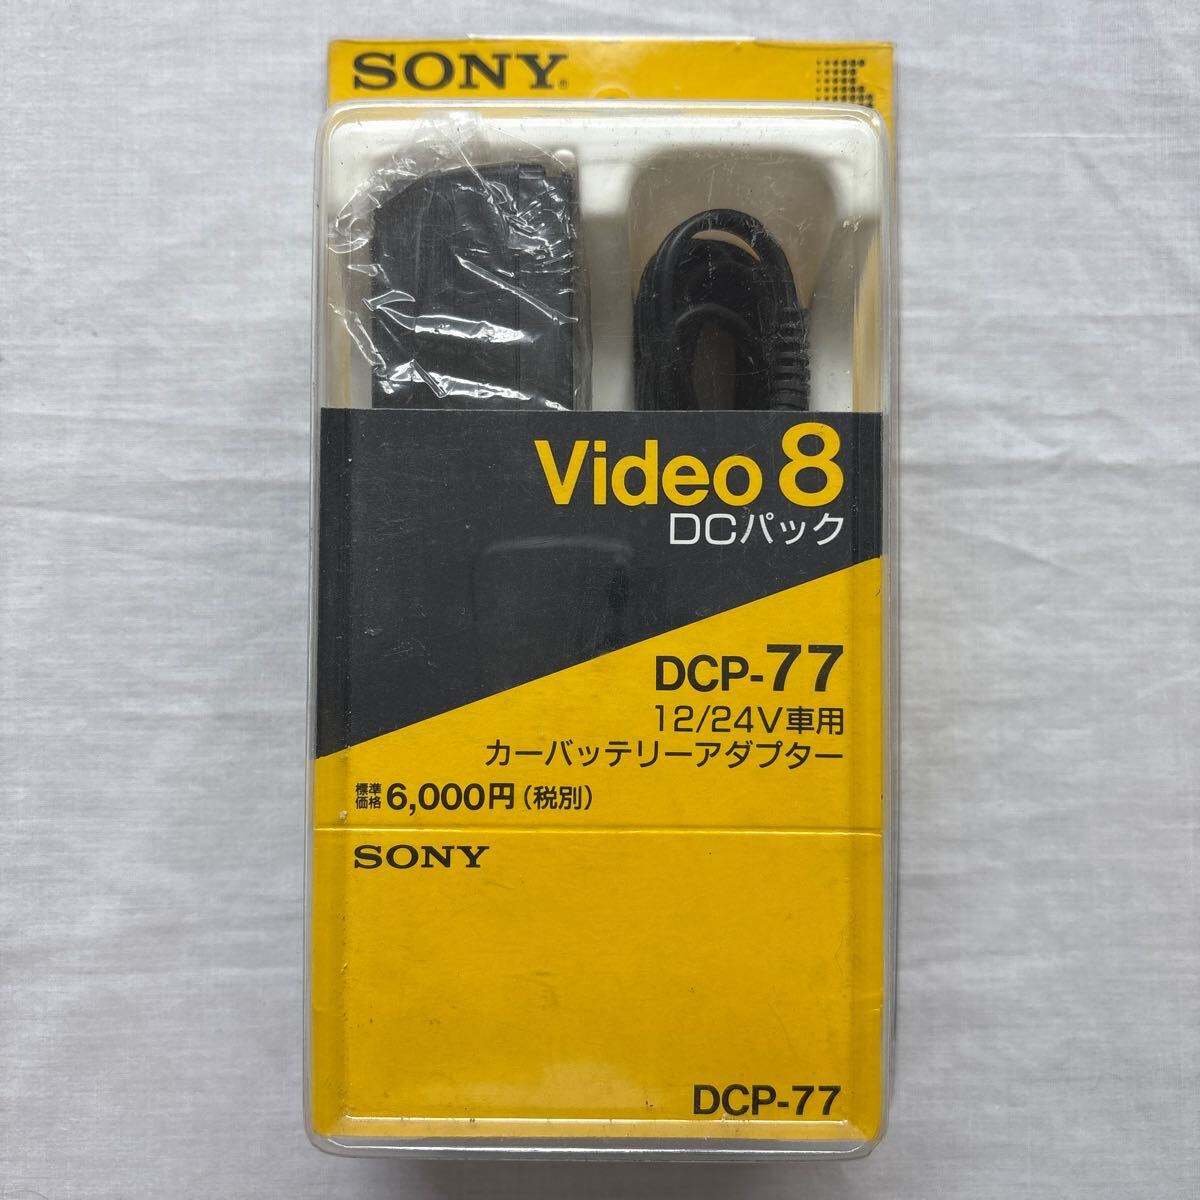 SONY®
Video 8
DCパック
DCP-77
12/24V車用
カーバッテリーアダプター
標準価格 6,000円(税別)
SONY
DCP-77